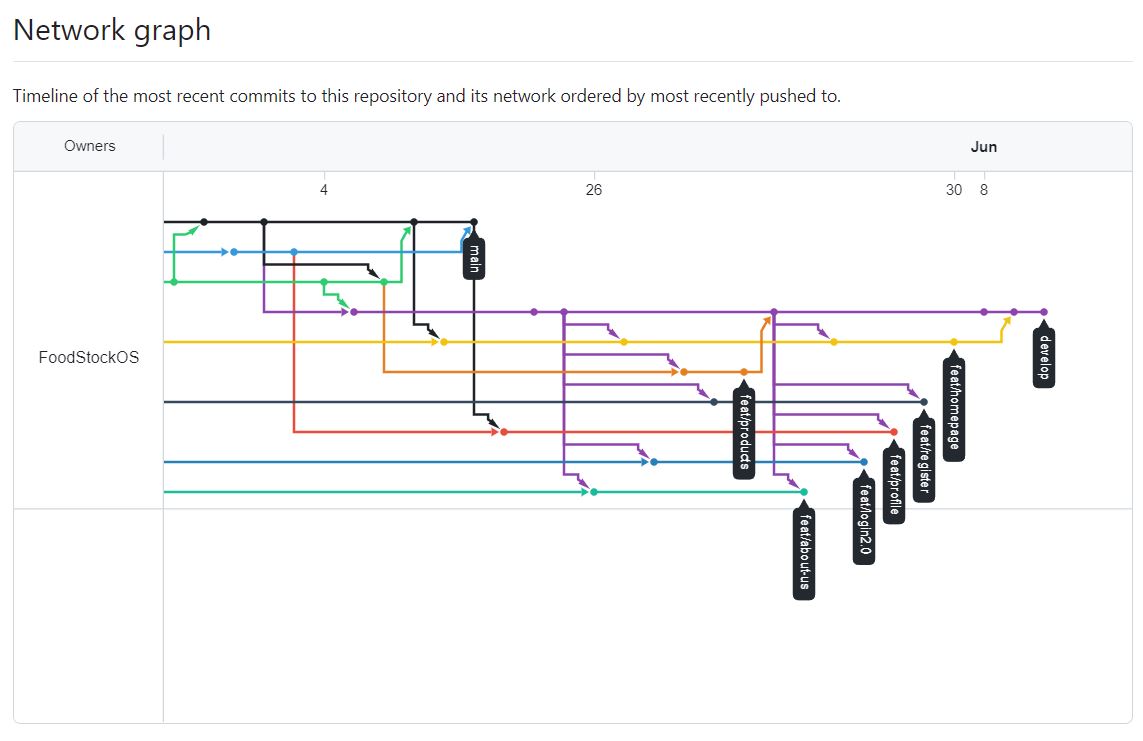 Network graph
Timeline of the most recent commits to this repository and its network ordered by most recently pushed to.
Owners
Jun
4
26
30
8
FoodStockOS
main
develop
feat/homepage
feat/products
feat/register
feat/profile
feat/login2.0
feat/about-us